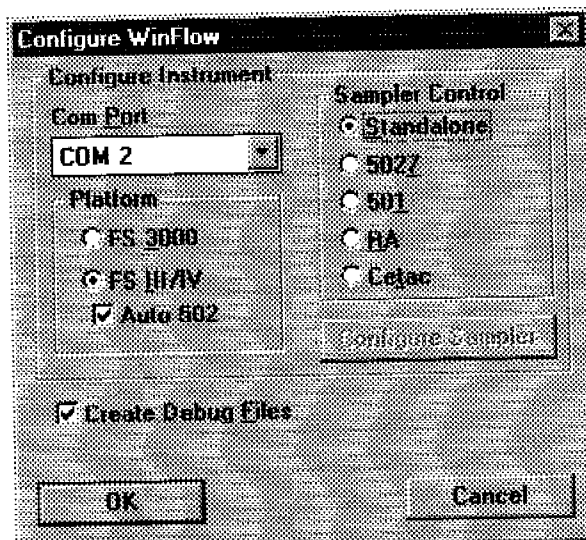 Configure WinFlow
Configure Instrument
Com Port
COM 2
Platform
FS 3000
FS III/IV
Auto 502
Sampler Control
Standalone
5027
501
RA
Cetac
Configure Sampler
Create Debug Files
OK
Cancel